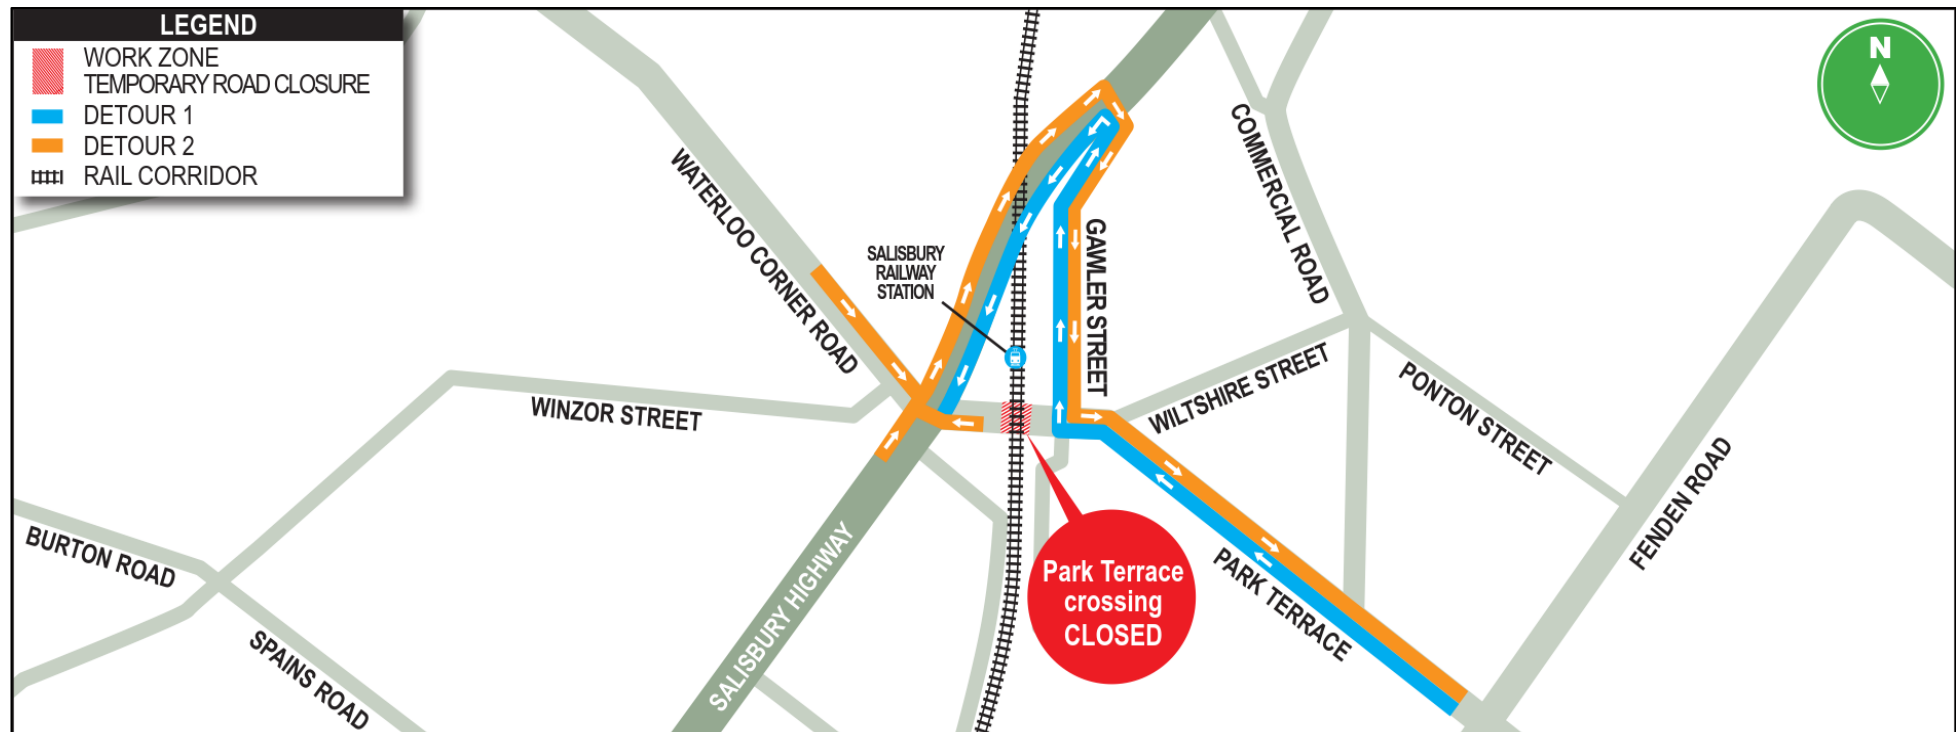 LEGEND
WORK ZONE
TEMPORARY ROAD CLOSURE
DETOUR 1
DETOUR 2
RAIL CORRIDOR
N
WATERLOO CORNER ROAD
COMMERCIAL ROAD
SALISBURY
RAILWAY
STATION
GAWLER STREET
WINZOR STREET
WILTSHIRE STREET
PONTON STREET
FENDEN ROAD
BURTON ROAD
SPAINS ROAD
SALISBURY HIGHWAY
Park Terrace
crossing
CLOSED
PARK TERRACE